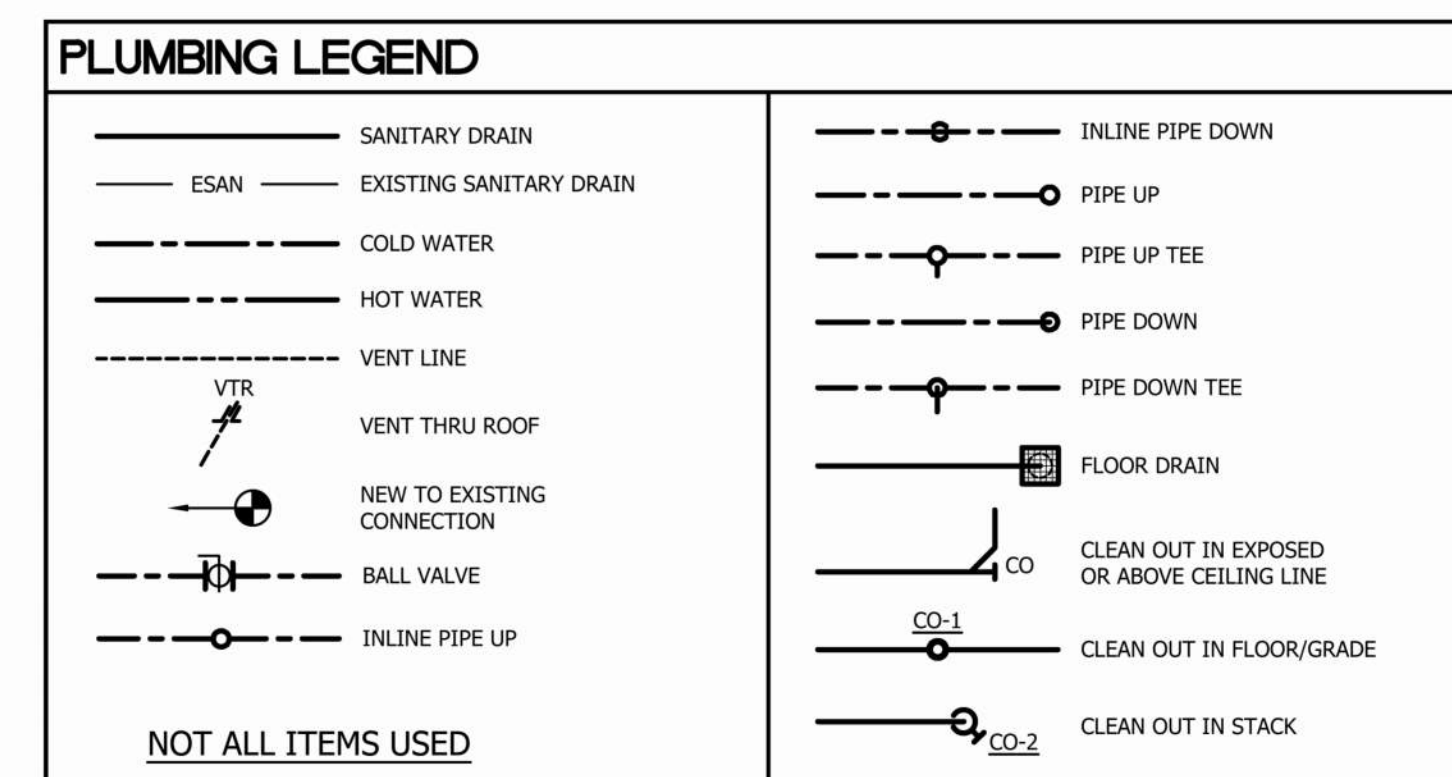 PLUMBING LEGEND
SANITARY DRAIN
ESAN EXISTING SANITARY DRAIN
COLD WATER
HOT WATER
VENT LINE
VTR
VENT THRU ROOF
NEW TO EXISTING
CONNECTION
BALL VALVE
INLINE PIPE UP
NOT ALL ITEMS USED
INLINE PIPE DOWN
PIPE UP
PIPE UP TEE
PIPE DOWN
PIPE DOWN TEE
FLOOR DRAIN
CLEAN OUT IN EXPOSED
CO OR ABOVE CEILING LINE
CO-1
CLEAN OUT IN FLOOR/GRADE
CLEAN OUT IN STACK
CO-2